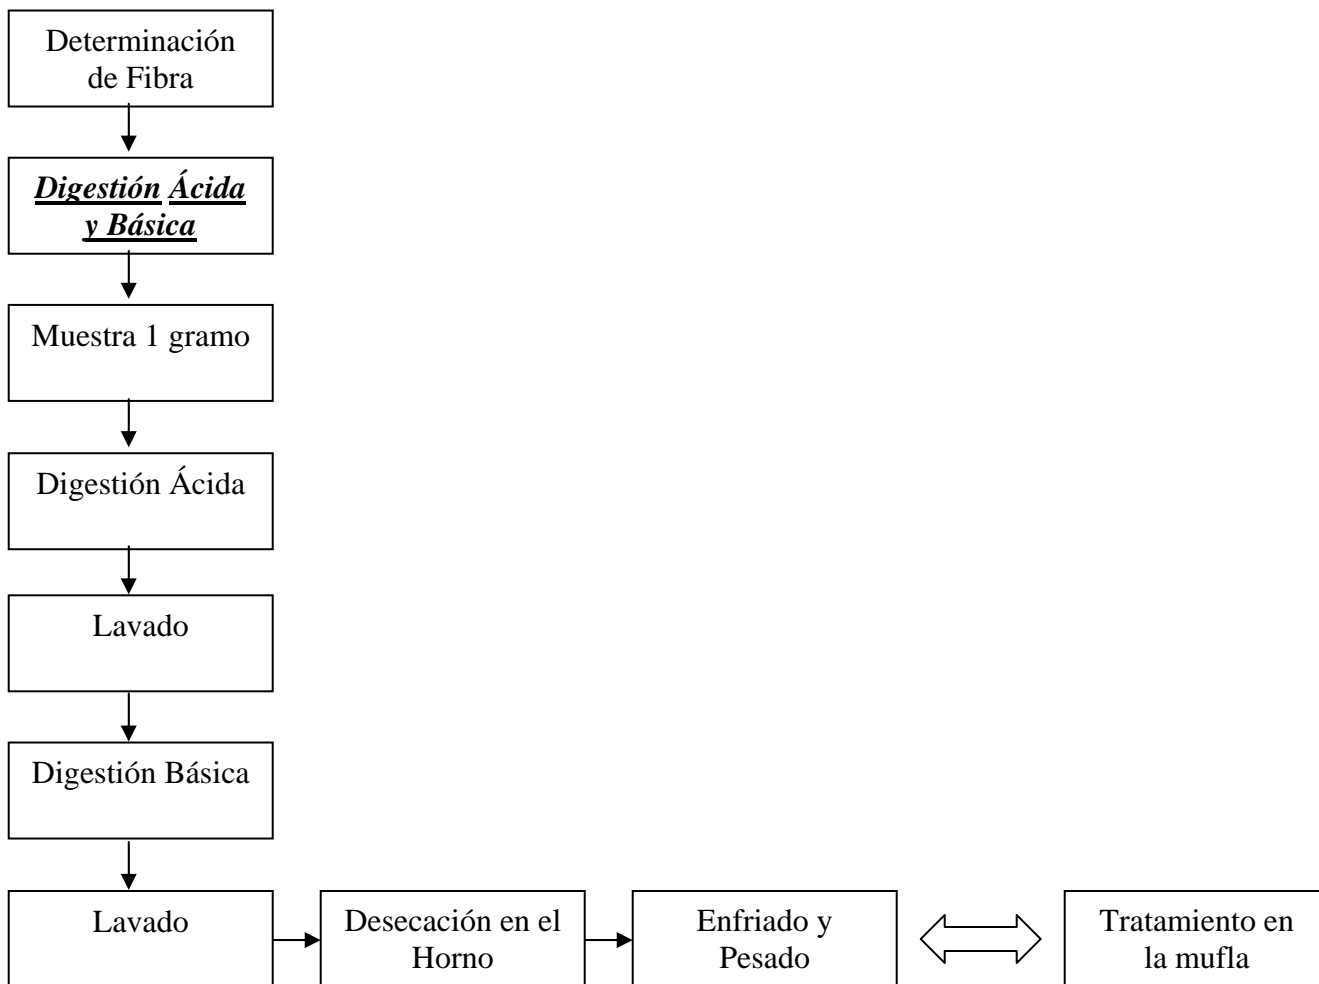 Determinación
de Fibra
Digestión Ácida
y Básica
Muestra 1 gramo
Digestión Ácida
Lavado
Digestión Básica
Lavado
Desecación en el
Horno
Enfriado y
Pesado
Tratamiento en
la mufla